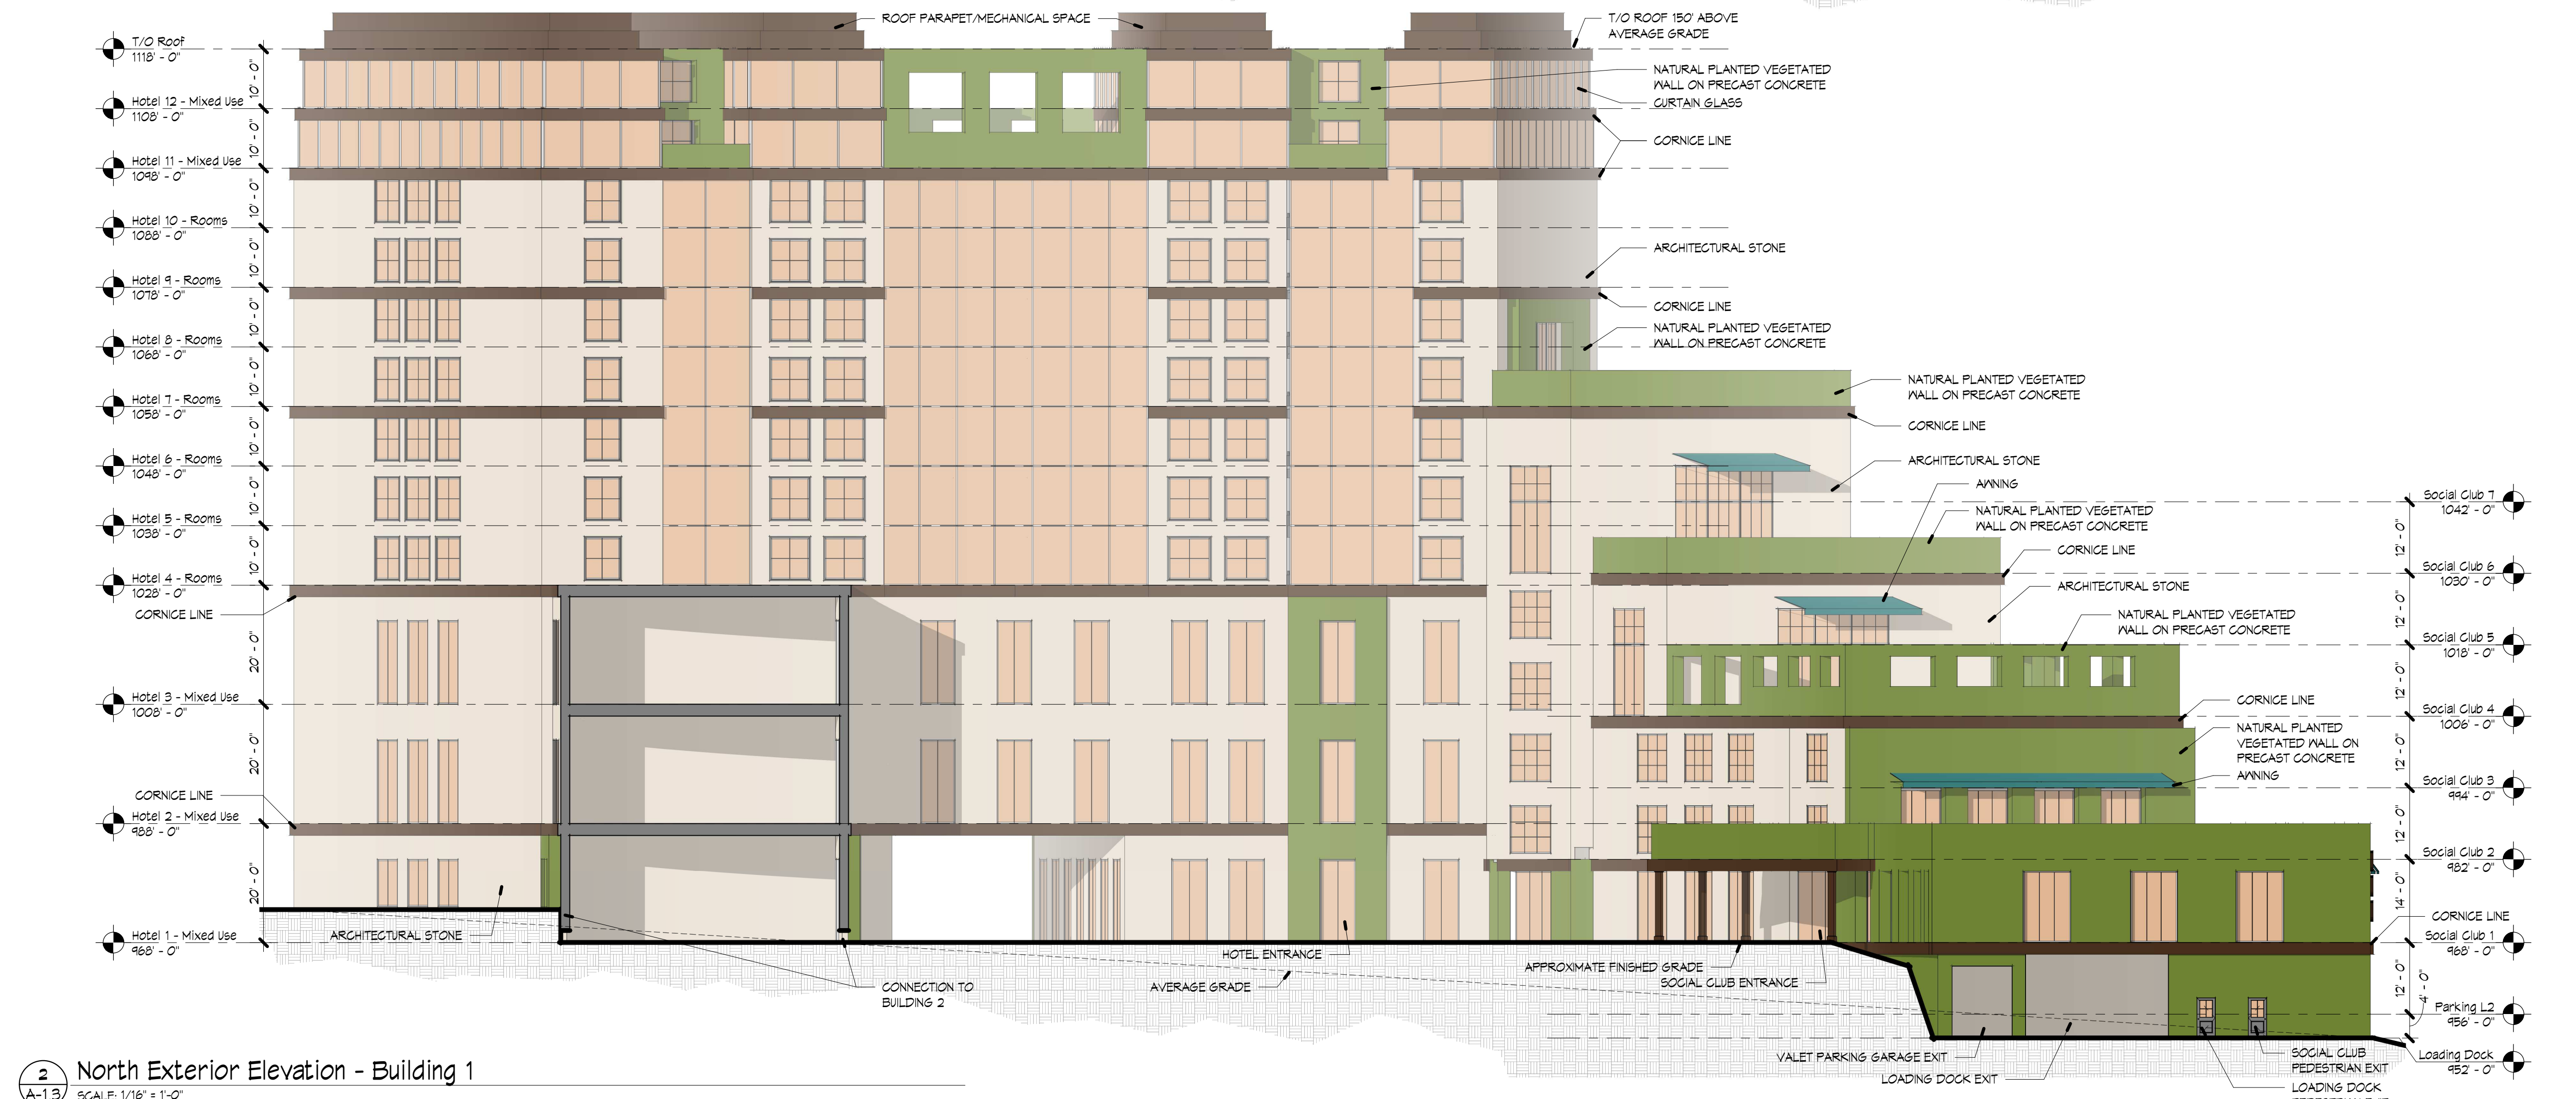 ROOF PARAPET/MECHANICAL SPACE
T/O ROOF 150' ABOVE
AVERAGE GRADE
NATURAL PLANTED VEGETATED
WALL ON PRECAST CONCRETE
CURTAIN GLASS
CORNICE LINE
ARCHITECTURAL STONE
CORNICE LINE
NATURAL PLANTED VEGETATED
WALL ON PRECAST CONCRETE
NATURAL PLANTED VEGETATED
WALL ON PRECAST CONCRETE
CORNICE LINE
ARCHITECTURAL STONE
AWNING
NATURAL PLANTED VEGETATED
WALL ON PRECAST CONCRETE
CORNICE LINE
ARCHITECTURAL STONE
NATURAL PLANTED VEGETATED
WALL ON PRECAST CONCRETE
CORNICE LINE
NATURAL PLANTED
VEGETATED WALL ON
PRECAST CONCRETE
AWNING
CORNICE LINE
T/O Roof
1118' - 0"
10' - 0"
Hotel 12 - Mixed Use
1108' - 0"
10' - 0"
Hotel 11 - Mixed Use
1098' - 0"
10' - 0"
Hotel 10 - Rooms
1088' - 0"
10' - 0"
Hotel 9 - Rooms
1078' - 0"
10' - 0"
Hotel 8 - Rooms
1068' - 0"
10' - 0"
Hotel 7 - Rooms
1058' - 0"
10' - 0"
Hotel 6 - Rooms
1048' - 0"
10' - 0"
Hotel 5 - Rooms
1038' - 0"
10' - 0"
Hotel 4 - Rooms
1028' - 0"
CORNICE LINE
20' - 0"
Hotel 3 - Mixed Use
1008' - 0"
20' - 0"
CORNICE LINE
Hotel 2 - Mixed Use
988' - 0"
20' - 0"
Hotel 1 - Mixed Use
968' - 0"
Social Club 7
1042' - 0"
12' - 0"
Social Club 6
1030' - 0"
12' - 0"
Social Club 5
1018' - 0"
12' - 0"
Social Club 4
1006' - 0"
12' - 0"
Social Club 3
994' - 0"
12' - 0"
Social Club 2
982' - 0"
14' - 0"
Social Club 1
968' - 0"
12' - 0"
4' - 0"
Parking L2
956' - 0"
Loading Dock
952' - 0"
ARCHITECTURAL STONE
CONNECTION TO
BUILDING 2
HOTEL ENTRANCE
AVERAGE GRADE
APPROXIMATE FINISHED GRADE
SOCIAL CLUB ENTRANCE
VALET PARKING GARAGE EXIT
LOADING DOCK EXIT
SOCIAL CLUB
PEDESTRIAN EXIT
LOADING DOCK
2
A-1.3
North Exterior Elevation - Building 1
SCALE: 1/16" = 1'-0"